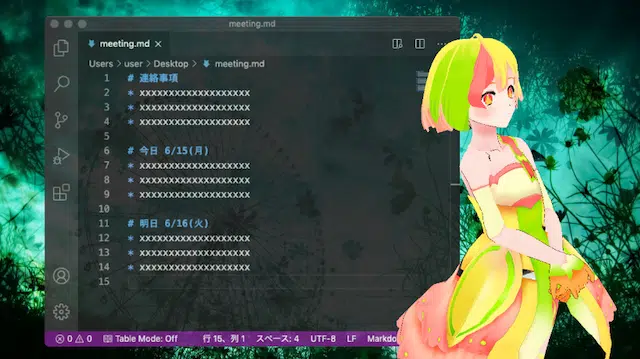 meeting.md
meeting.md ×
Users > user > Desktop > meeting.md
1 # 連絡事項
2 * xxxxxxxxxxxxxxxxxxx
3 * xxxxxxxxxxxxxxxxxxx
4 * xxxxxxxxxxxxxxxxxxx
5
6 # 今日 6/15(月)
7 * xxxxxxxxxxxxxxxxxxx
8 * xxxxxxxxxxxxxxxxxxx
9 * xxxxxxxxxxxxxxxxxxx
10
11 # 明日 6/16(火)
12 * xxxxxxxxxxxxxxxxxxx
13 * xxxxxxxxxxxxxxxxxxx
14 * xxxxxxxxxxxxxxxxxxx
15
0 0 Table Mode: Off 行 15、列 1 スペース: 4 UTF-8 LF Markdo